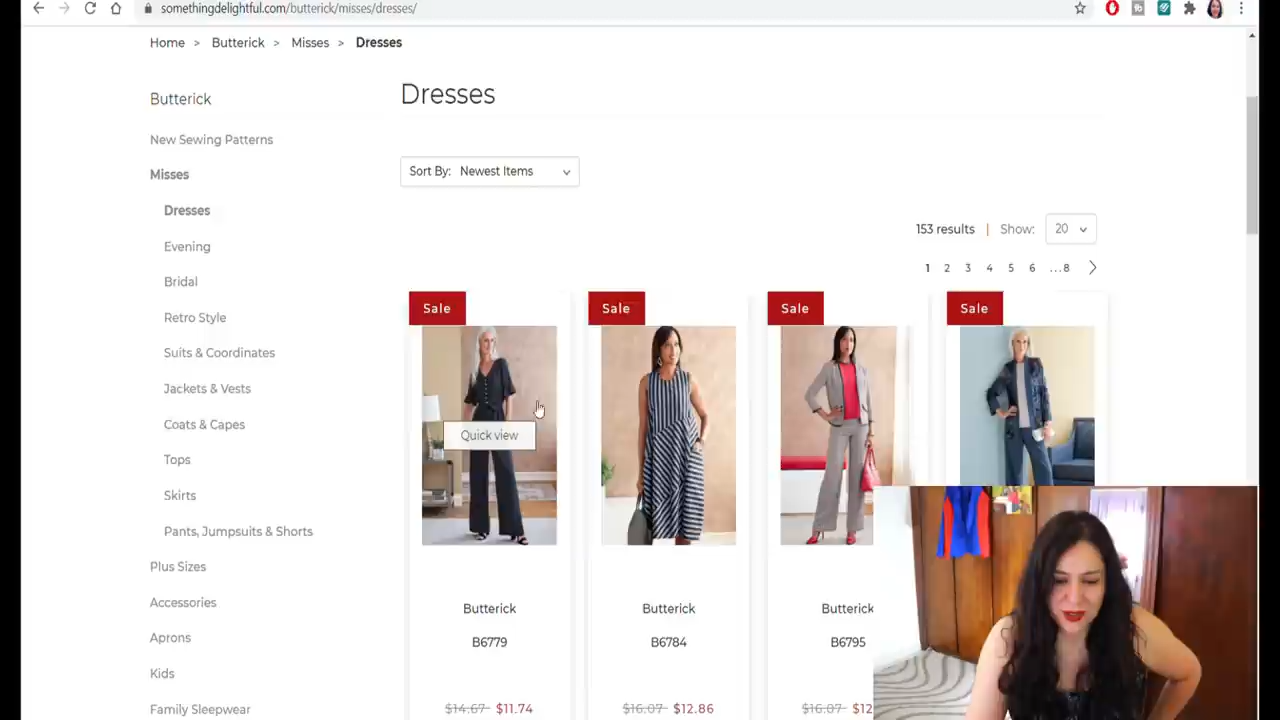 somethingdelightful.com/butterick/misses/dresses/
Home > Butterick > Misses > Dresses
Butterick
New Sewing Patterns
Misses
Dresses
Evening
Bridal
Retro Style
Suits & Coordinates
Jackets & Vests
Coats & Capes
Tops
Skirts
Pants, Jumpsuits & Shorts
Plus Sizes
Accessories
Aprons
Kids
Family Sleepwear
Dresses
Sort By: Newest Items
153 results | Show: 20
1 2 3 4 5 6 ...8 >
Sale Sale Sale Sale
Quick view
Butterick Butterick Butterick
B6779 B6784 B6795
$14.67 $11.74 $16.07 $12.86 $16.07 $12